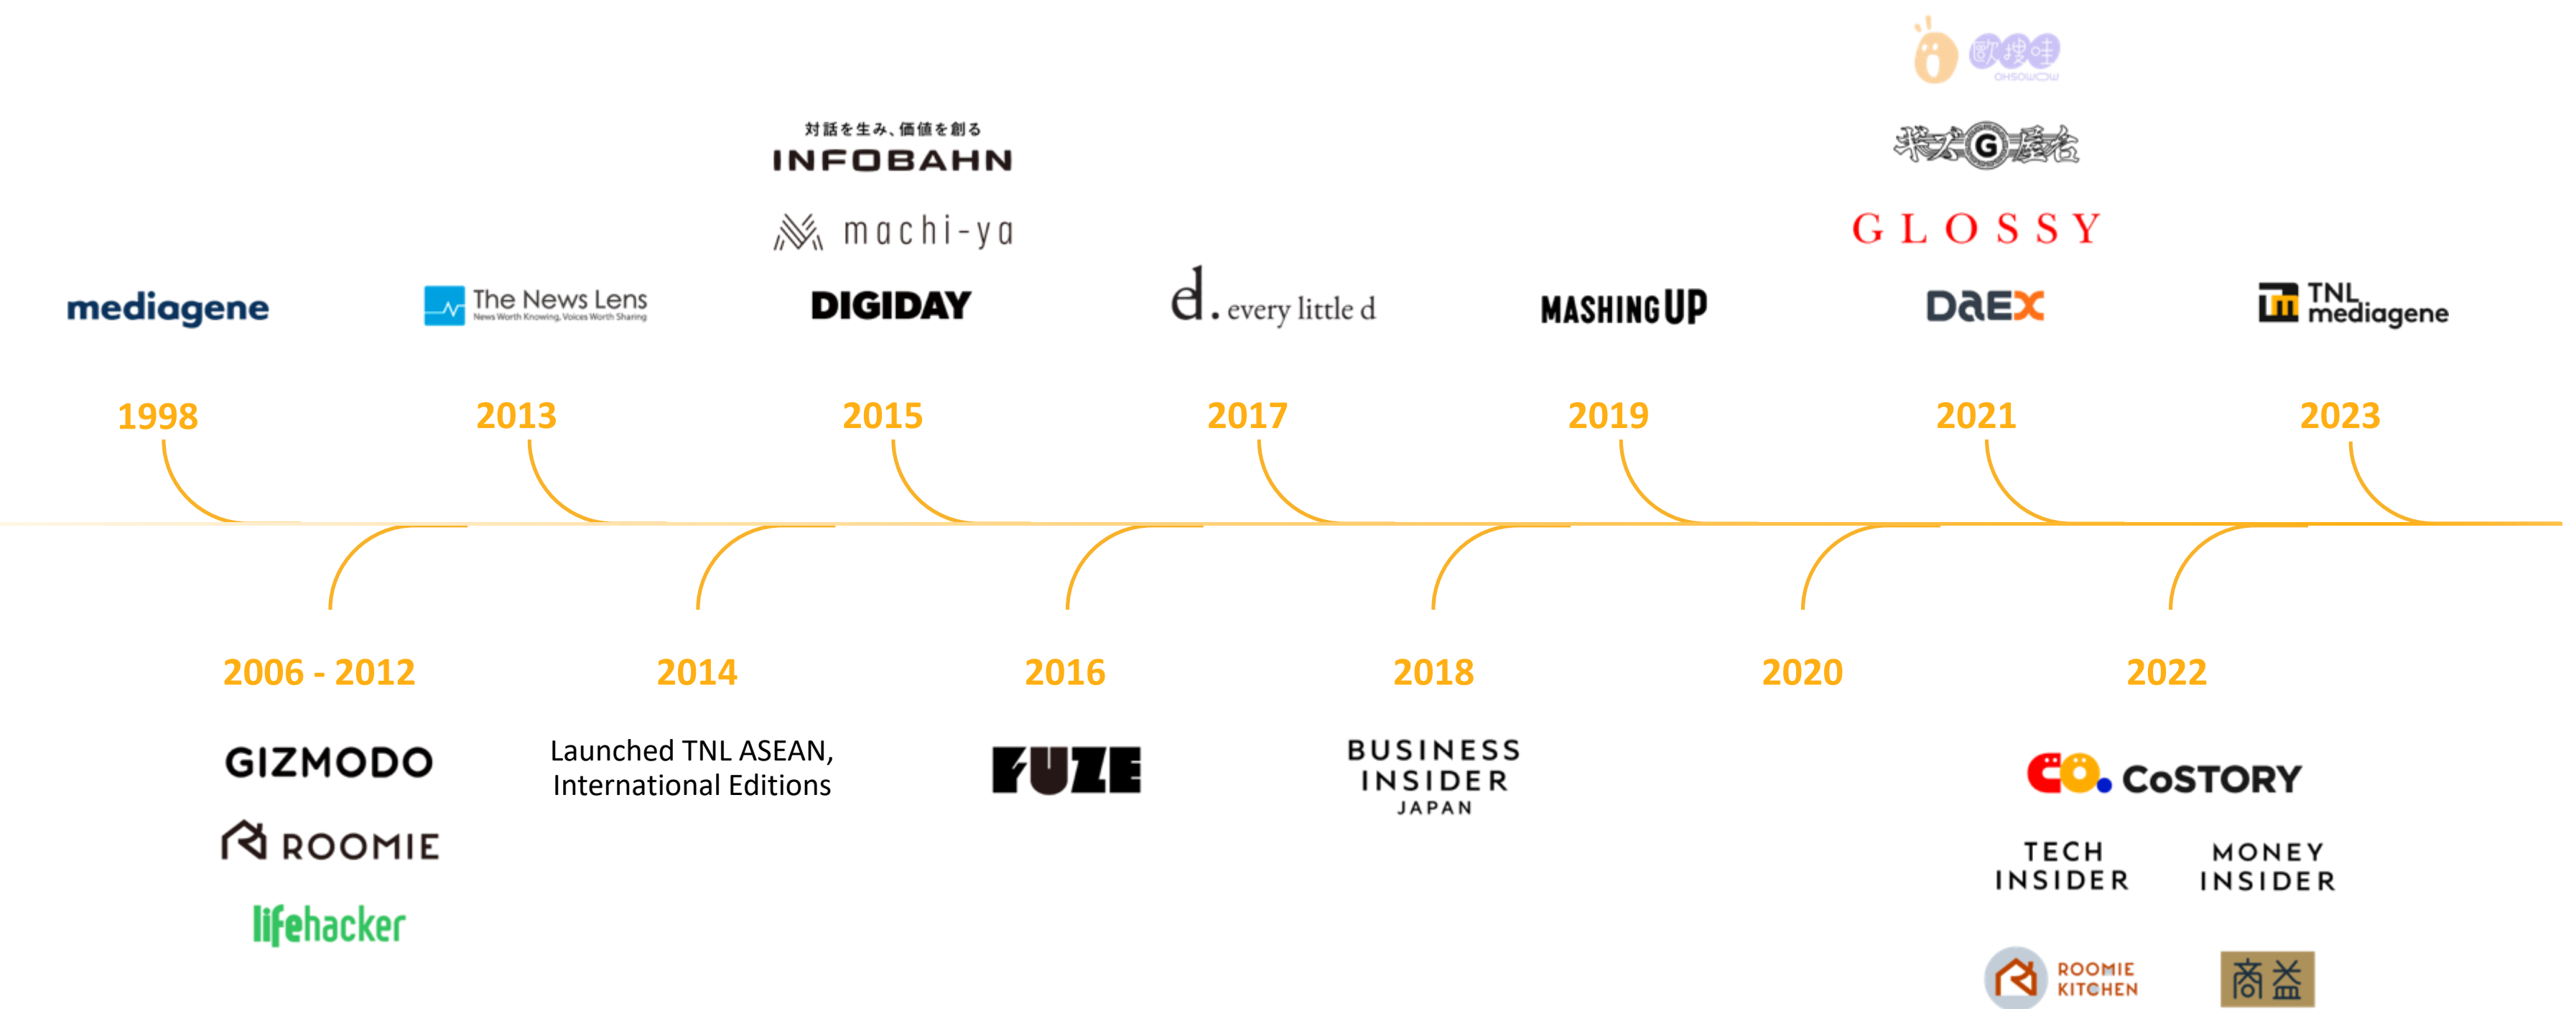 歐搜哇
OHSOWOW
対話を生み、価値を創る
INFOBAHN
G 屋台
machi-ya
GLOSSY
mediagene
The News Lens
News Worth Knowing, Voices Worth Sharing
DIGIDAY
d. every little d
MASHING UP
DaEX
TNL
mediagene
1998
2013
2015
2017
2019
2021
2023
2006 - 2012
2014
2016
2018
2020
2022
GIZMODO
ROOMIE
lifehacker
Launched TNL ASEAN,
International Editions
FUZE
BUSINESS
INSIDER
JAPAN
CO. CoSTORY
TECH
INSIDER
MONEY
INSIDER
ROOMIE
KITCHEN
商益